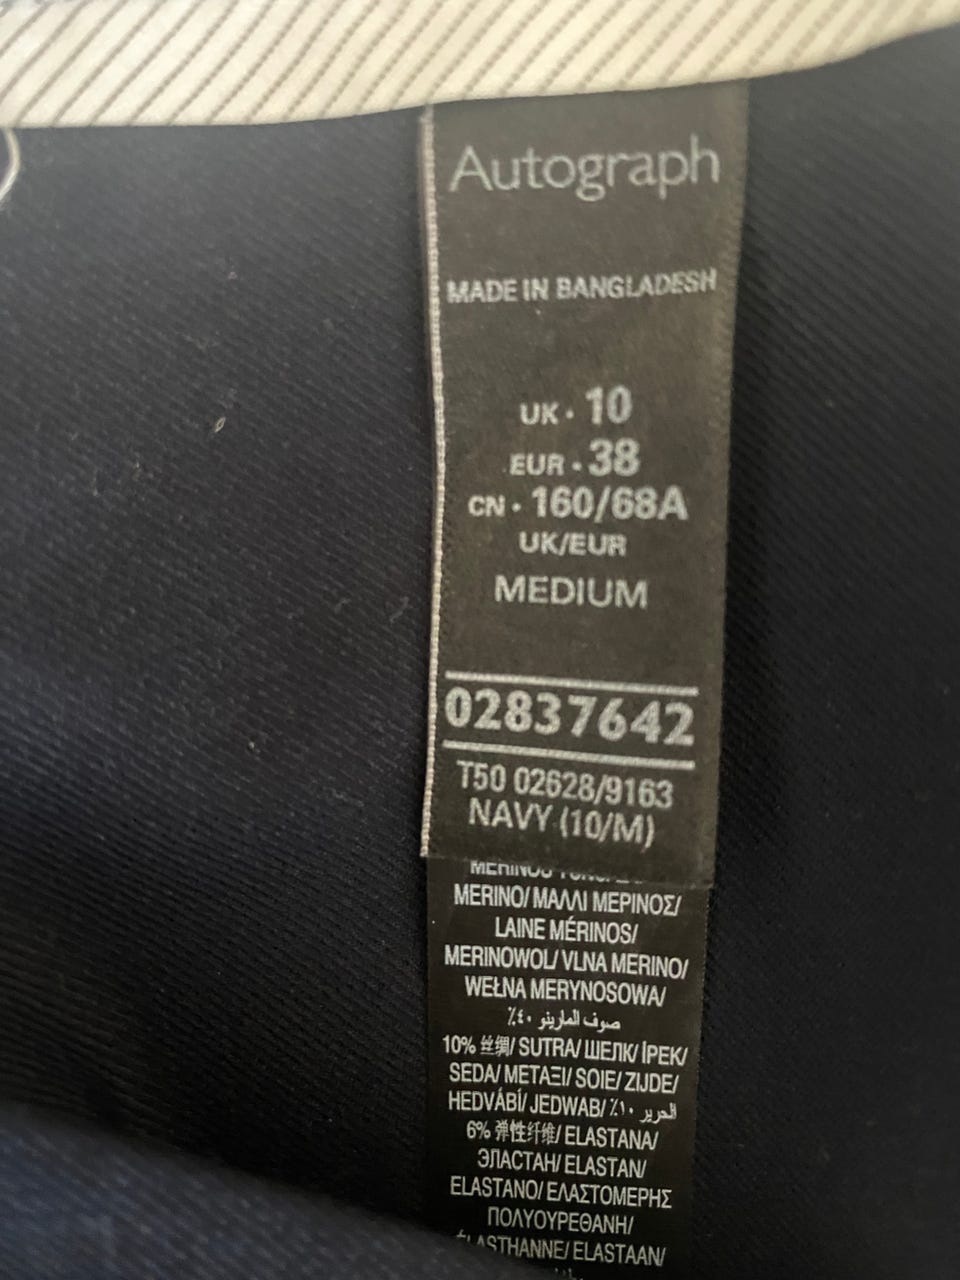 Autograph
MADE IN BANGLADESH
UK · 10
EUR · 38
CN · 160/68A
UK/EUR
MEDIUM
02837642
T50 02628/9163
NAVY (10/M)
MERINO/ ΜΑΛΛΙ ΜΕΡΙΝΟΣ/
LAINE MÉRINOS/
MERINOWOL/ VLNA MERINO/
WEŁNA MERYNOSOWA/
صوف المارينو ٤٠٪
10% 丝绸/ SUTRA/ ШЕЛК/ İPEK/
SEDA/ ΜΕΤΑΞΙ/ SOIE/ ZIJDE/
HEDVÁBÍ/ JEDWAB/ الحرير ١٠٪
6% 弹性纤维/ ELASTANA/
ЭЛАСТАН/ ELASTAN/
ELASTANO/ ΕΛΑΣΤΟΜΕΡΗΣ
ΠΟΛΥΟΥΡΕΘΑΝΗ/
ÉLASTHANNE/ ELASTAAN/